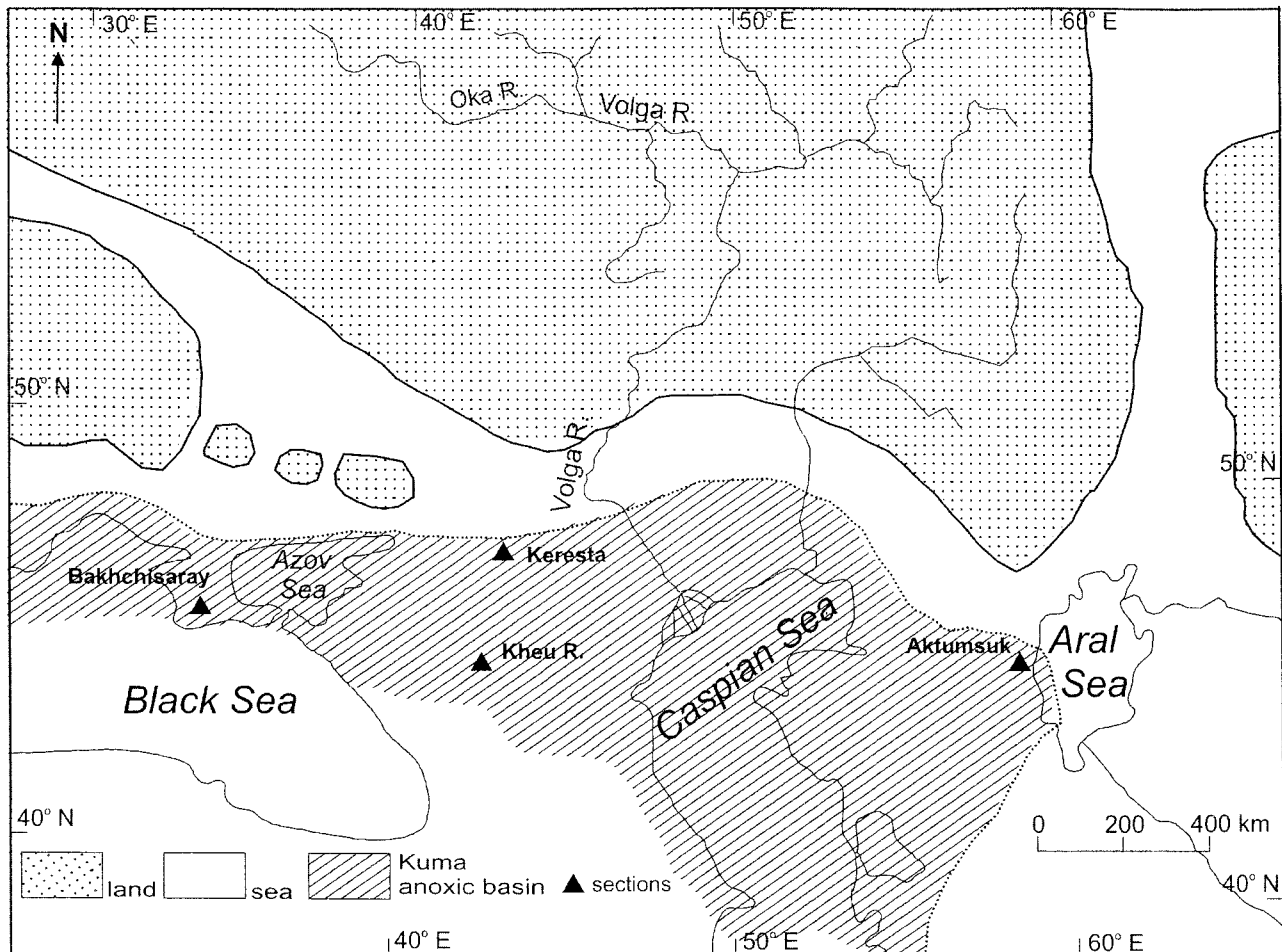 30° E
40° E
50° E
60° E
N
Oka R.
Volga R.
50° N
Volga R.
50° N
Azov
Sea
Bakhchisaray
Keresta
Kheu R.
Caspian Sea
Aktumsuk
Aral
Sea
Black Sea
40° N
0 200 400 km
land
sea
Kuma
anoxic basin
sections
40° N
40° E
50° E
60° E